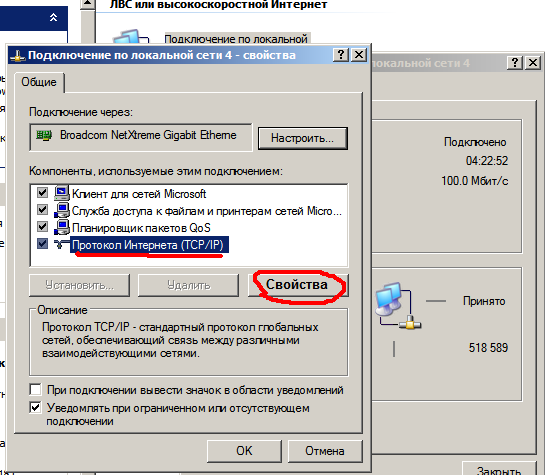 ЛВС или высокоскоростной Интернет
Подключение по локальной
локальной сети 4
Подключение по локальной сети 4 - свойства
Общие
Подключение через:
Broadcom NetXtreme Gigabit Etherne
Настроить...
Компоненты, используемые этим подключением:
Клиент для сетей Microsoft
Служба доступа к файлам и принтерам сетей Micro...
Планировщик пакетов QoS
Протокол Интернета (TCP/IP)
Установить...
Удалить
Свойства
Описание
Протокол TCP/IP - стандартный протокол глобальных
сетей, обеспечивающий связь между различными
взаимодействующими сетями.
При подключении вывести значок в области уведомлений
Уведомлять при ограниченном или отсутствующем
подключении
OK
Отмена
Подключено
04:22:52
100.0 Мбит/с
Принято
518 589
Закрыть